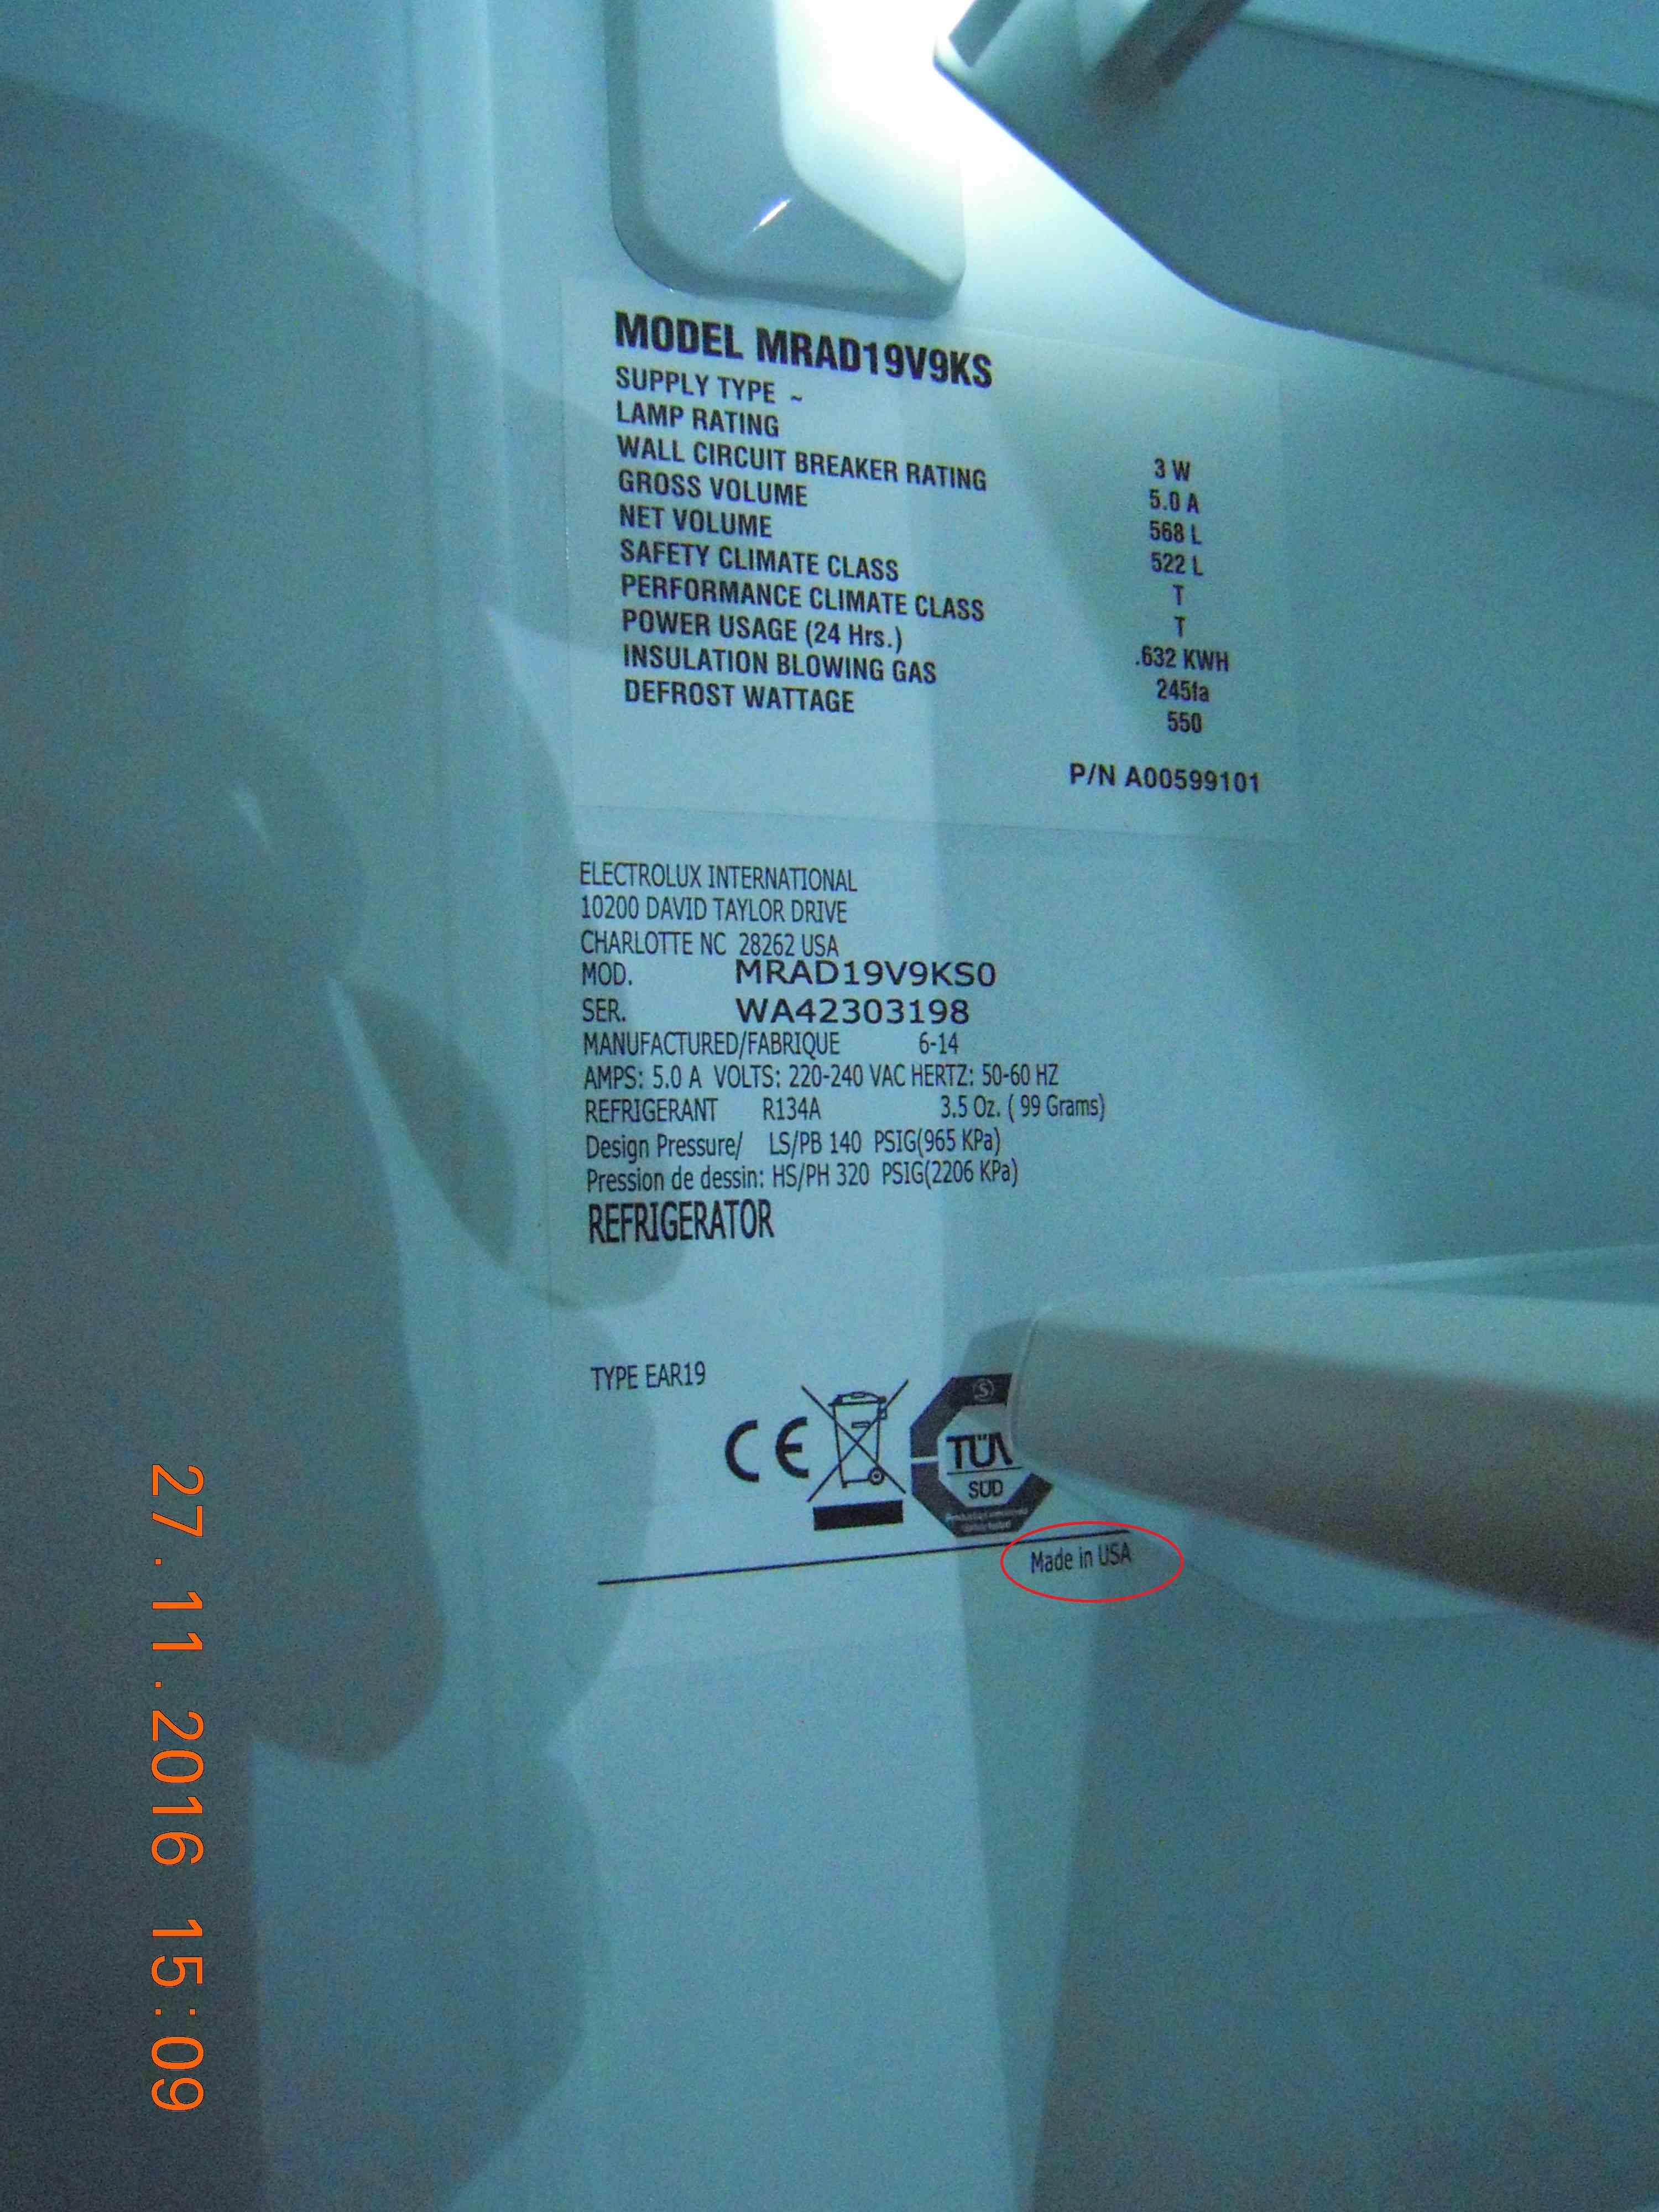 MODEL MRAD19V9KS
SUPPLY TYPE ~
LAMP RATING 3 W
WALL CIRCUIT BREAKER RATING 5.0 A
GROSS VOLUME 568 L
NET VOLUME 522 L
SAFETY CLIMATE CLASS T
PERFORMANCE CLIMATE CLASS T
POWER USAGE (24 Hrs.) .632 KWH
INSULATION BLOWING GAS 245fa
DEFROST WATTAGE 550
P/N A00599101
ELECTROLUX INTERNATIONAL
10200 DAVID TAYLOR DRIVE
CHARLOTTE NC 28262 USA
MOD. MRAD19V9KS0
SER. WA42303198
MANUFACTURED/FABRIQUE 6-14
AMPS: 5.0 A VOLTS: 220-240 VAC HERTZ: 50-60 HZ
REFRIGERANT R134A 3.5 Oz. ( 99 Grams)
Design Pressure/ LS/PB 140 PSIG(965 KPa)
Pression de dessin: HS/PH 320 PSIG(2206 KPa)
REFRIGERATOR
TYPE EAR19
CE
S
TÜV
SÜD
Made in USA
27.11.2016 15:09